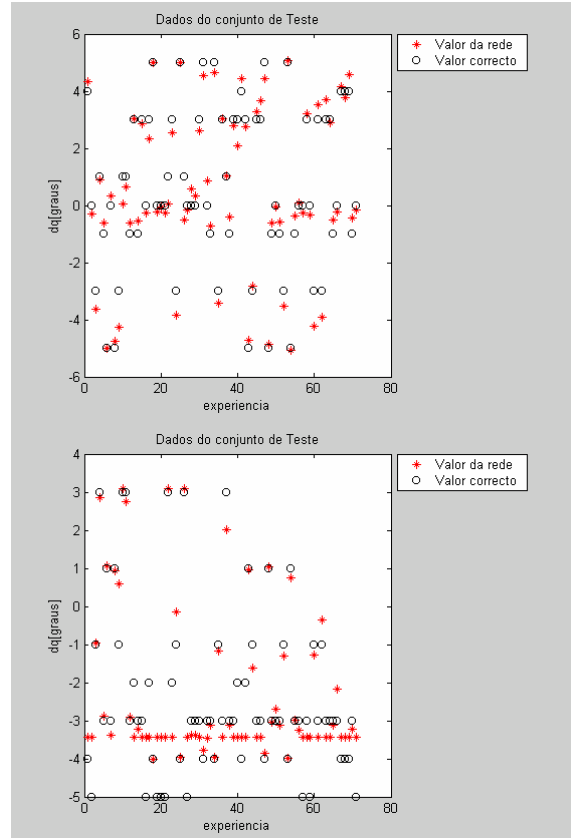 Dados do conjunto de Teste
6
4
2
0
-2
-4
-6
dq[graus]
0 20 40 60 80
experiencia
Valor da rede
Valor correcto
Dados do conjunto de Teste
4
3
2
1
0
-1
-2
-3
-4
-5
dq[graus]
0 20 40 60 80
experiencia
Valor da rede
Valor correcto